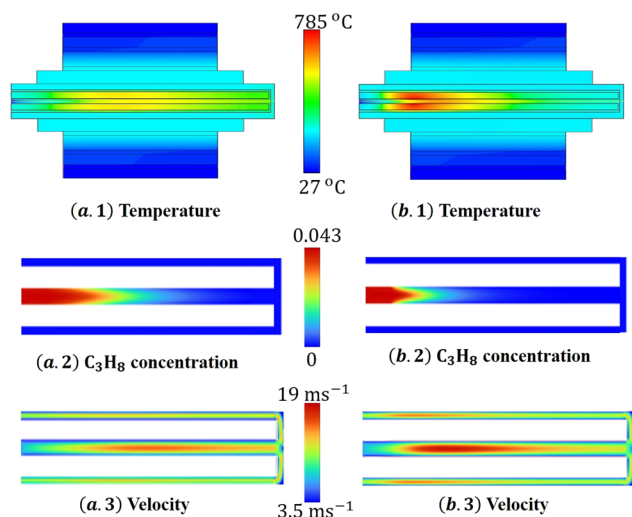 785 °C
27 °C
(a.1) Temperature
(b.1) Temperature
0.043
0
(a.2) C₃H₈ concentration
(b.2) C₃H₈ concentration
19 ms⁻¹
3.5 ms⁻¹
(a.3) Velocity
(b.3) Velocity